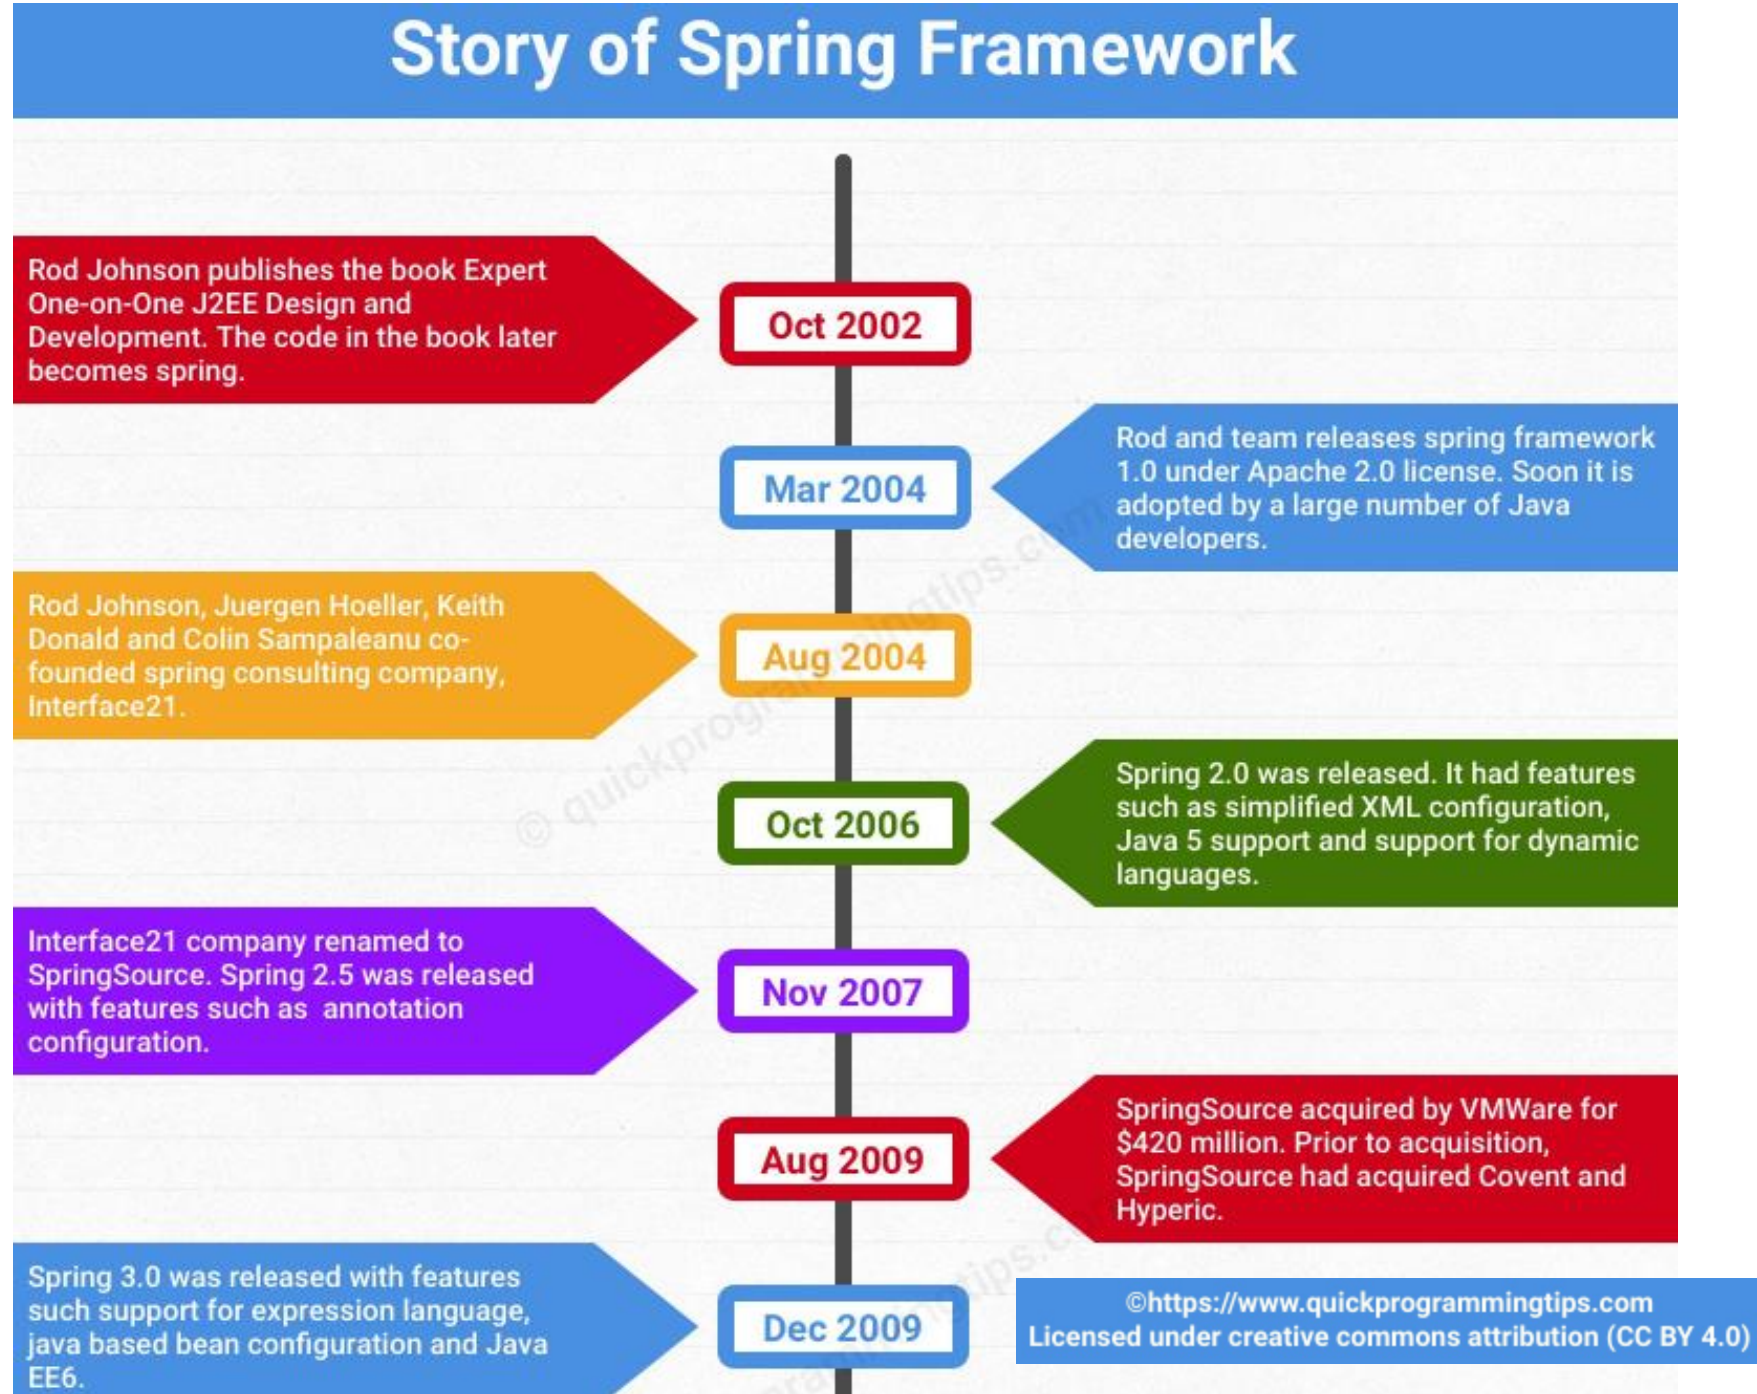 Story of Spring Framework
Rod Johnson publishes the book Expert
One-on-One J2EE Design and
Development. The code in the book later
becomes spring.
Oct 2002
Rod and team releases spring framework
1.0 under Apache 2.0 license. Soon it is
adopted by a large number of Java
developers.
Mar 2004
Rod Johnson, Juergen Hoeller, Keith
Donald and Colin Sampaleanu co-
founded spring consulting company,
Interface21.
Aug 2004
Spring 2.0 was released. It had features
such as simplified XML configuration,
Java 5 support and support for dynamic
languages.
Oct 2006
Interface21 company renamed to
SpringSource. Spring 2.5 was released
with features such as  annotation
configuration.
Nov 2007
SpringSource acquired by VMWare for
$420 million. Prior to acquisition,
SpringSource had acquired Covent and
Hyperic.
Aug 2009
Spring 3.0 was released with features
such support for expression language,
java based bean configuration and Java
EE6.
Dec 2009
©https://www.quickprogrammingtips.com
Licensed under creative commons attribution (CC BY 4.0)
© quickprogrammingtips.com